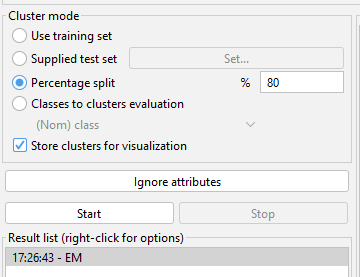 Cluster mode
Use training set
Supplied test set Set...
Percentage split % 80
Classes to clusters evaluation
(Nom) class
Store clusters for visualization
Ignore attributes
Start Stop
Result list (right-click for options)
17:26:43 - EM